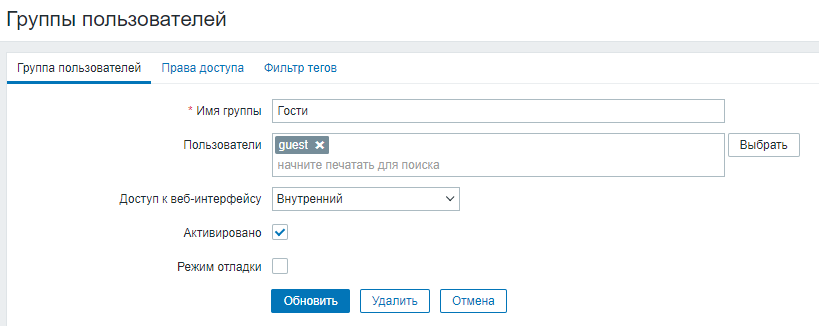 Группы пользователей
Группа пользователей Права доступа Фильтр тегов
* Имя группы Гости
Пользователи guest Выбрать
начните печатать для поиска
Доступ к веб-интерфейсу Внутренний
Активировано
Режим отладки
Обновить Удалить Отмена